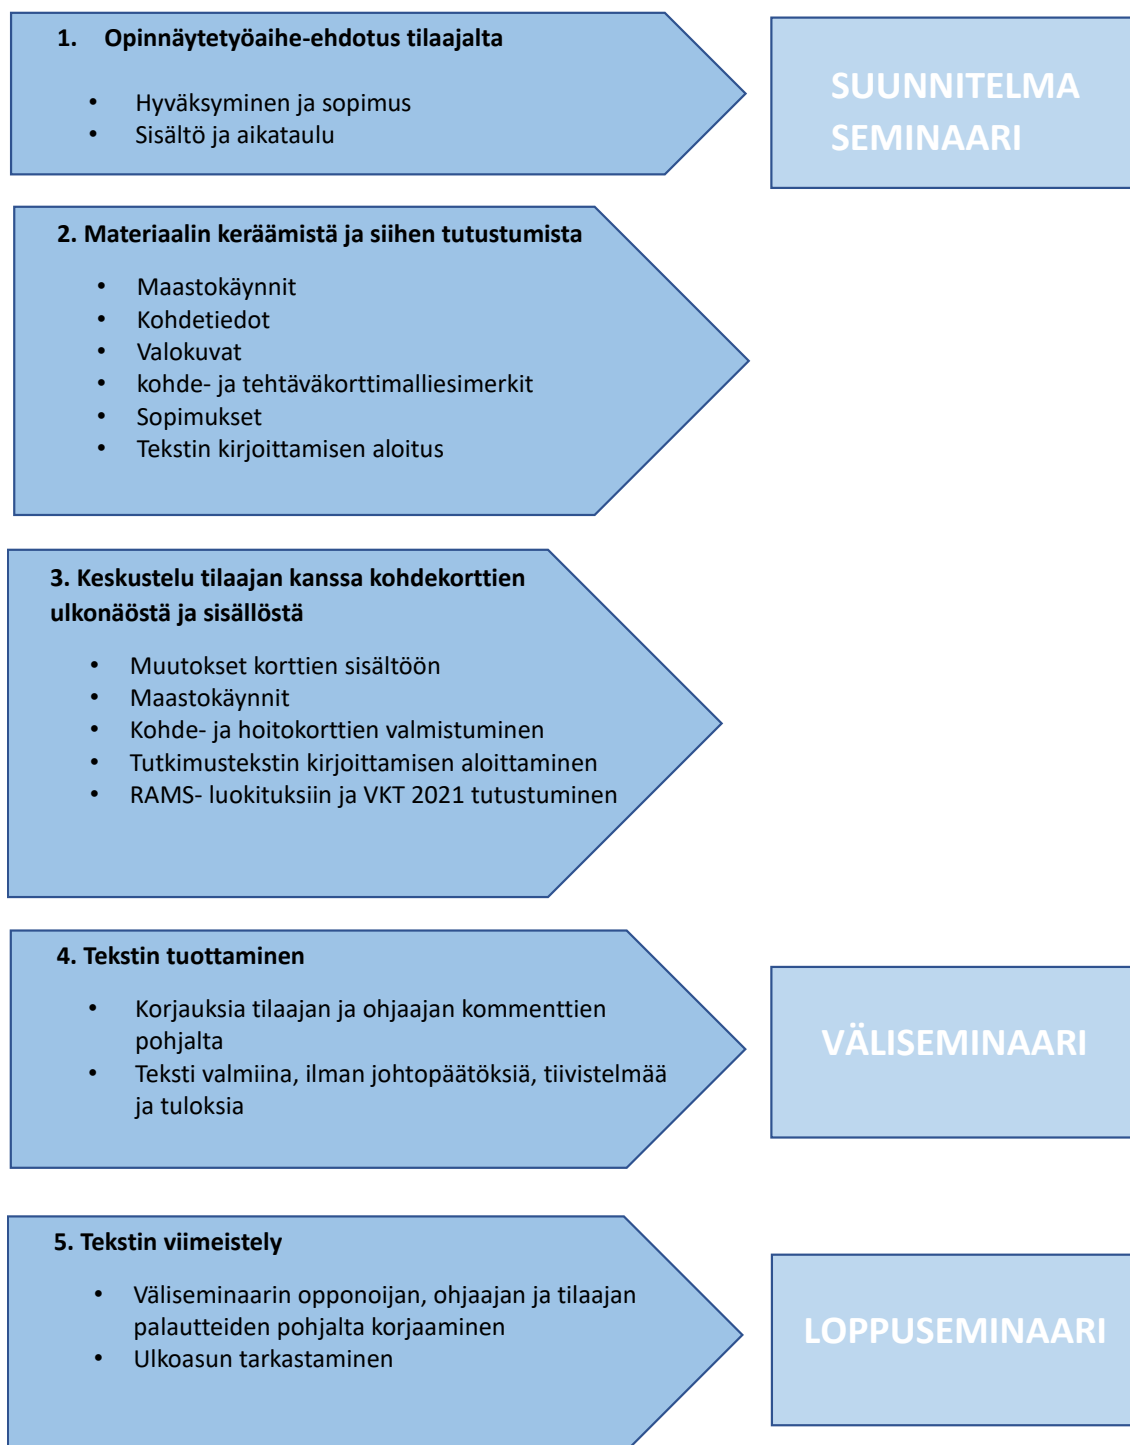 1. Opinnäytetyöaihe-ehdotus tilaajalta
• Hyväksyminen ja sopimus
• Sisältö ja aikataulu
SUUNNITELMA
SEMINAARI
2. Materiaalin keräämistä ja siihen tutustumista
• Maastokäynnit
• Kohdetiedot
• Valokuvat
• kohde- ja tehtäväkorttimalliesimerkit
• Sopimukset
• Tekstin kirjoittamisen aloitus
3. Keskustelu tilaajan kanssa kohdekorttien
ulkonäöstä ja sisällöstä
• Muutokset korttien sisältöön
• Maastokäynnit
• Kohde- ja hoitokorttien valmistuminen
• Tutkimustekstin kirjoittamisen aloittaminen
• RAMS- luokituksiin ja VKT 2021 tutustuminen
4. Tekstin tuottaminen
• Korjauksia tilaajan ja ohjaajan kommenttien
pohjalta
• Teksti valmiina, ilman johtopäätöksiä, tiivistelmää
ja tuloksia
VÄLISEMINAARI
5. Tekstin viimeistely
• Väliseminaarin opponoijan, ohjaajan ja tilaajan
palautteiden pohjalta korjaaminen
• Ulkoasun tarkastaminen
LOPPUSEMINAARI